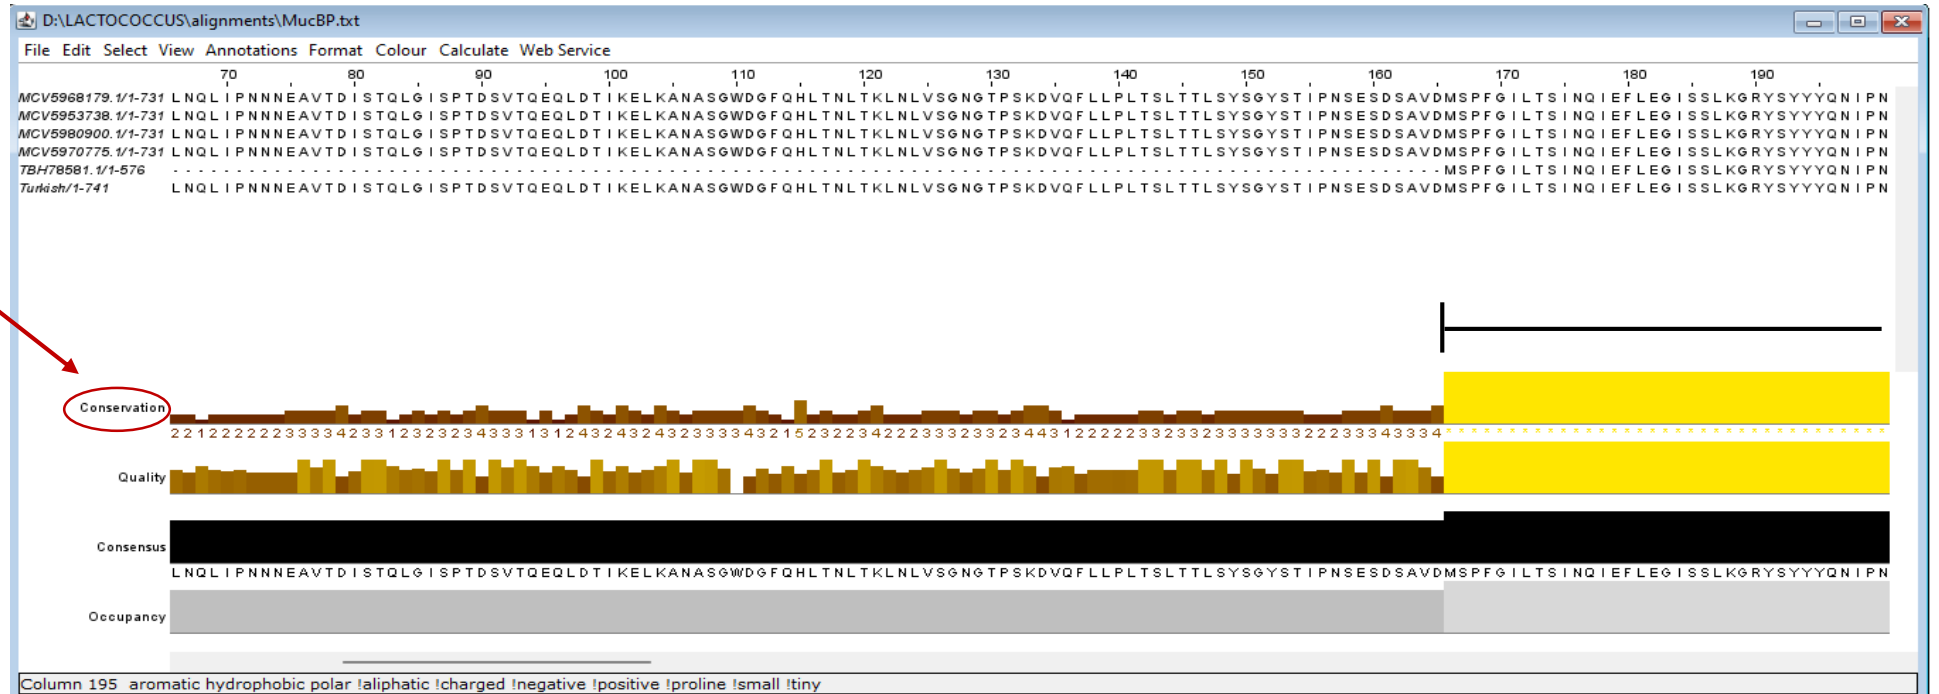 D:\LACTOCOCCUS\alignments\MucBP.txt
File Edit Select View Annotations Format Colour Calculate Web Service
70 80 90 100 110 120 130 140 150 160 170 180 190
MCV5968179.1/1-731 LNQLIPNNNEAVTDISTQLGISPTDSVTQEQLDTIKELKANASGWDGFQHLTNLTKLNLVSGNGTPSKDVQFLLPLTSLTTLSYSGYSTIPNSESDSAVDMSPFGILTSINQIEFLEGISSLKGRYSYYYQNIPN
MCV5953738.1/1-731 LNQLIPNNNEAVTDISTQLGISPTDSVTQEQLDTIKELKANASGWDGFQHLTNLTKLNLVSGNGTPSKDVQFLLPLTSLTTLSYSGYSTIPNSESDSAVDMSPFGILTSINQIEFLEGISSLKGRYSYYYQNIPN
MCV5980900.1/1-731 LNQLIPNNNEAVTDISTQLGISPTDSVTQEQLDTIKELKANASGWDGFQHLTNLTKLNLVSGNGTPSKDVQFLLPLTSLTTLSYSGYSTIPNSESDSAVDMSPFGILTSINQIEFLEGISSLKGRYSYYYQNIPN
MCV5970775.1/1-731 LNQLIPNNNEAVTDISTQLGISPTDSVTQEQLDTIKELKANASGWDGFQHLTNLTKLNLVSGNGTPSKDVQFLLPLTSLTTLSYSGYSTIPNSESDSAVDMSPFGILTSINQIEFLEGISSLKGRYSYYYQNIPN
TBH78581.1/1-576 ----------------------------------------------------------------------------------------------------MSPFGILTSINQIEFLEGISSLKGRYSYYYQNIPN
Turkish/1-741 LNQLIPNNNEAVTDISTQLGISPTDSVTQEQLDTIKELKANASGWDGFQHLTNLTKLNLVSGNGTPSKDVQFLLPLTSLTTLSYSGYSTIPNSESDSAVDMSPFGILTSINQIEFLEGISSLKGRYSYYYQNIPN
Conservation
2212222223333423312323234333131243243243233334321523223422233323323443122222332332333333322233343334***********************************
Quality
Consensus
LNQLIPNNNEAVTDISTQLGISPTDSVTQEQLDTIKELKANASGWDGFQHLTNLTKLNLVSGNGTPSKDVQFLLPLTSLTTLSYSGYSTIPNSESDSAVDMSPFGILTSINQIEFLEGISSLKGRYSYYYQNIPN
Occupancy
Column 195 aromatic hydrophobic polar !aliphatic !charged !negative !positive !proline !small !tiny